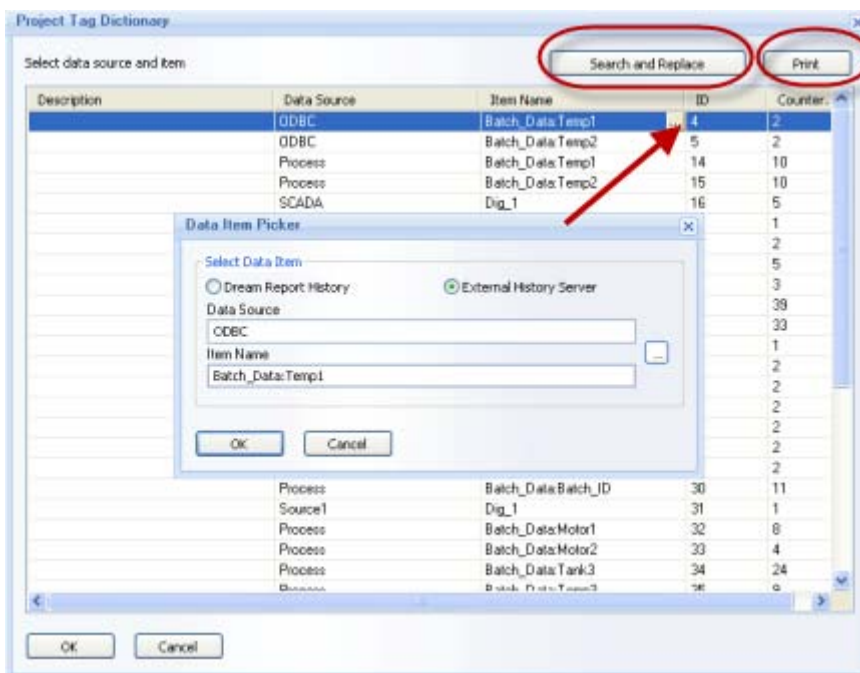 Project Tag Dictionary
Select data source and item
Search and Replace
Print
Description Data Source Item Name ID Counter.
ODBC Batch_Data:Temp1 ... 4 2
ODBC Batch_Data:Temp2 5 2
Process Batch_Data:Temp1 14 10
Process Batch_Data:Temp2 15 10
SCADA Dig_1 16 5
1
2
5
3
39
33
1
2
2
2
2
2
2
Data Item Picker
Select Data Item
Dream Report History
External History Server
Data Source
ODBC
Item Name
...
Batch_Data:Temp1
OK
Cancel
Process Batch_Data:Batch_ID 30 11
Source1 Dig_1 31 1
Process Batch_Data:Motor1 32 8
Process Batch_Data:Motor2 33 4
Process Batch_Data:Tank3 34 24
OK
Cancel